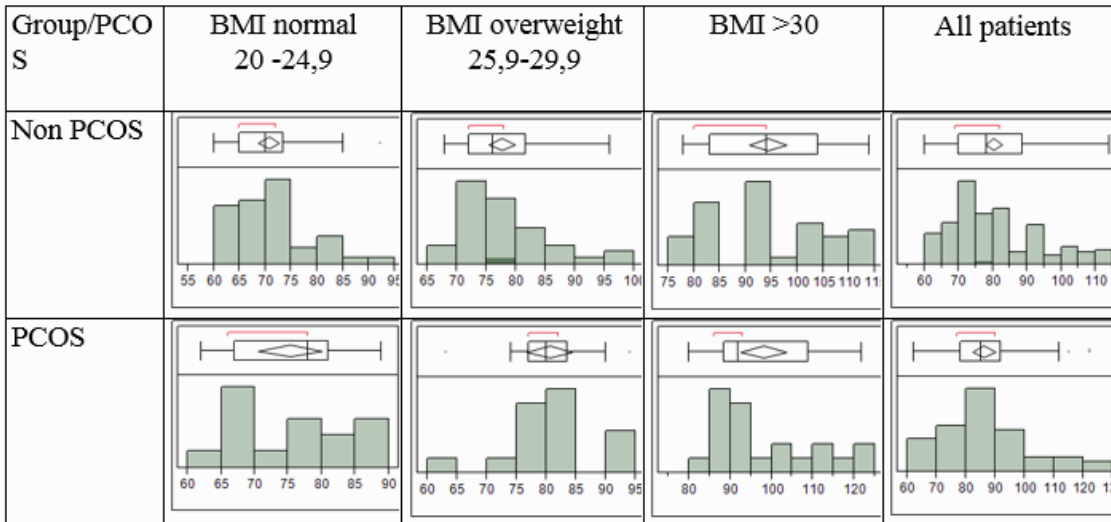 Group/PCO
S
BMI normal
20 -24,9
BMI overweight
25,9-29,9
BMI >30
All patients
Non PCOS
55 60 65 70 75 80 85 90 95
65 70 75 80 85 90 95 100
75 80 85 90 95 100 105 110 11
60 70 80 90 100 110
PCOS
60 65 70 75 80 85 90
60 65 70 75 80 85 90 95
80 90 100 110 120
60 70 80 90 100 110 120